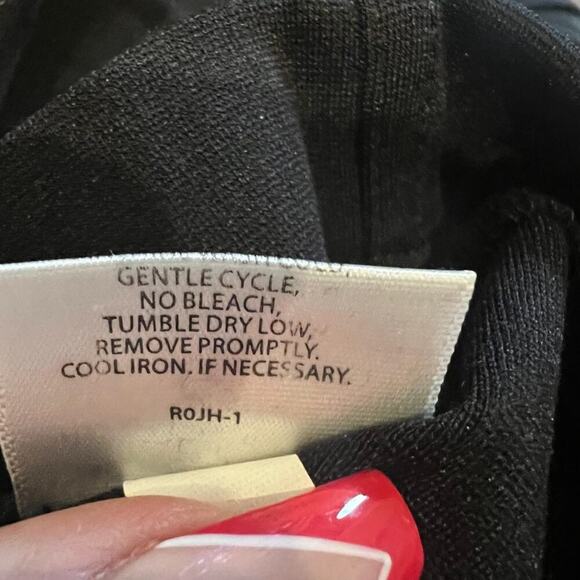 GENTLE CYCLE,
NO BLEACH,
TUMBLE DRY LOW,
REMOVE PROMPTLY.
COOL IRON. IF NECESSARY.
R0JH-1